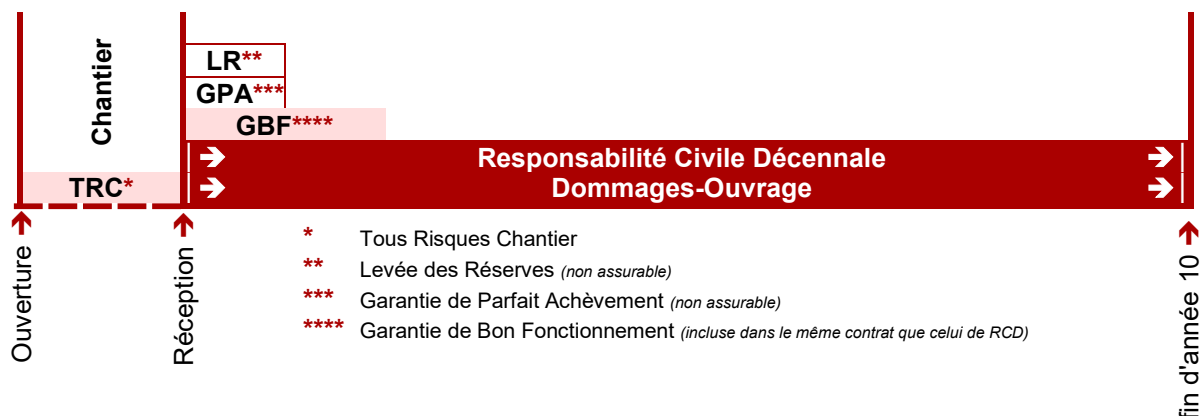 Chantier
LR**
GPA***
GBF****
➔ Responsabilité Civile Décennale ➔
TRC*
➔ Dommages-Ouvrage ➔
Ouverture ➔
Réception ➔
* Tous Risques Chantier
** Levée des Réserves (non assurable)
*** Garantie de Parfait Achèvement (non assurable)
**** Garantie de Bon Fonctionnement (incluse dans le même contrat que celui de RCD)
fin d'année 10 ➔